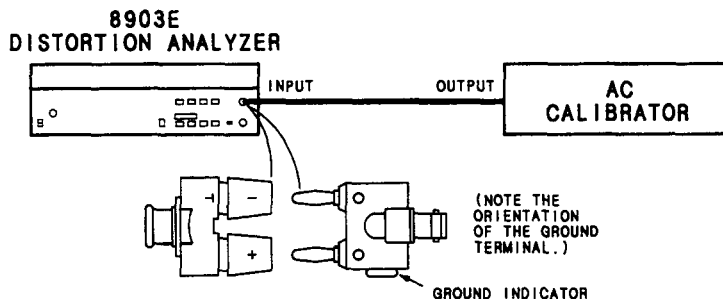 8903E
DISTORTION ANALYZER
INPUT
OUTPUT
AC
CALIBRATOR
⊥
−
+
(NOTE THE
ORIENTATION
OF THE GROUND
TERMINAL.)
GROUND INDICATOR